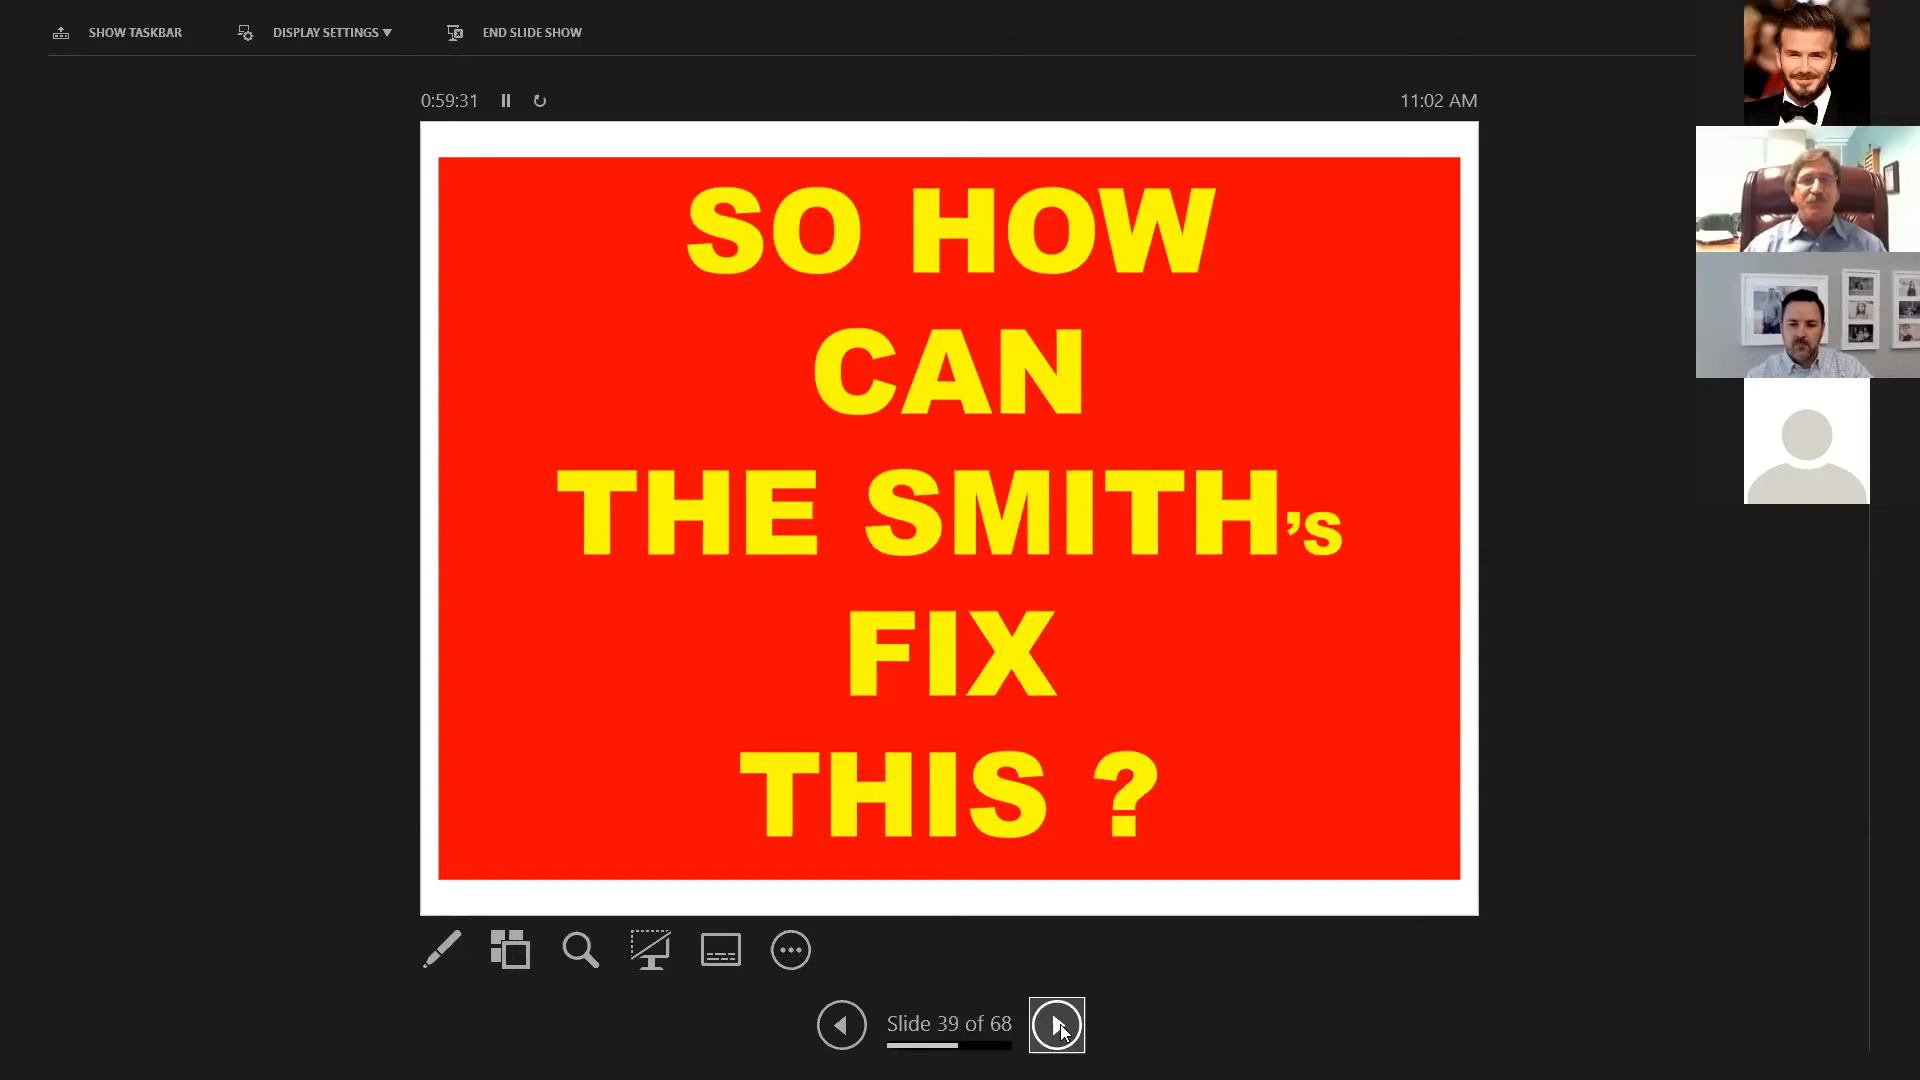 SHOW TASKBAR DISPLAY SETTINGS ▼ END SLIDE SHOW
0:59:31 11:02 AM
SO HOW
CAN
THE SMITH's
FIX
THIS ?
Slide 39 of 68